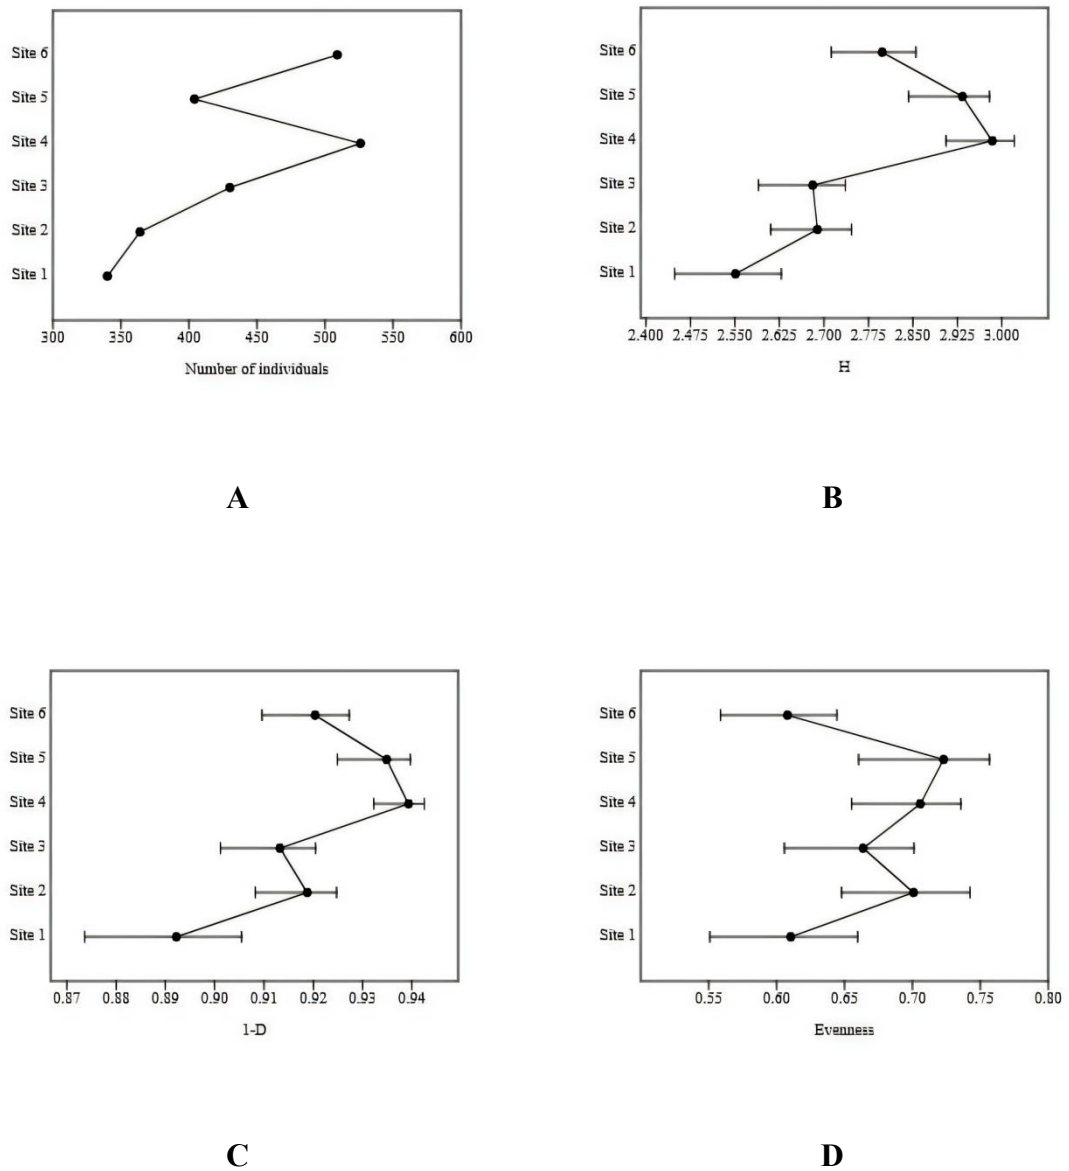 Site 6
Site 5
Site 4
Site 3
Site 2
Site 1
300 350 400 450 500 550 600
Number of individuals
A
Site 6
Site 5
Site 4
Site 3
Site 2
Site 1
2.400 2.475 2.550 2.625 2.700 2.775 2.850 2.925 3.000
H
B
Site 6
Site 5
Site 4
Site 3
Site 2
Site 1
0.87 0.88 0.89 0.90 0.91 0.92 0.93 0.94
1-D
C
Site 6
Site 5
Site 4
Site 3
Site 2
Site 1
0.55 0.60 0.65 0.70 0.75 0.80
Evenness
D